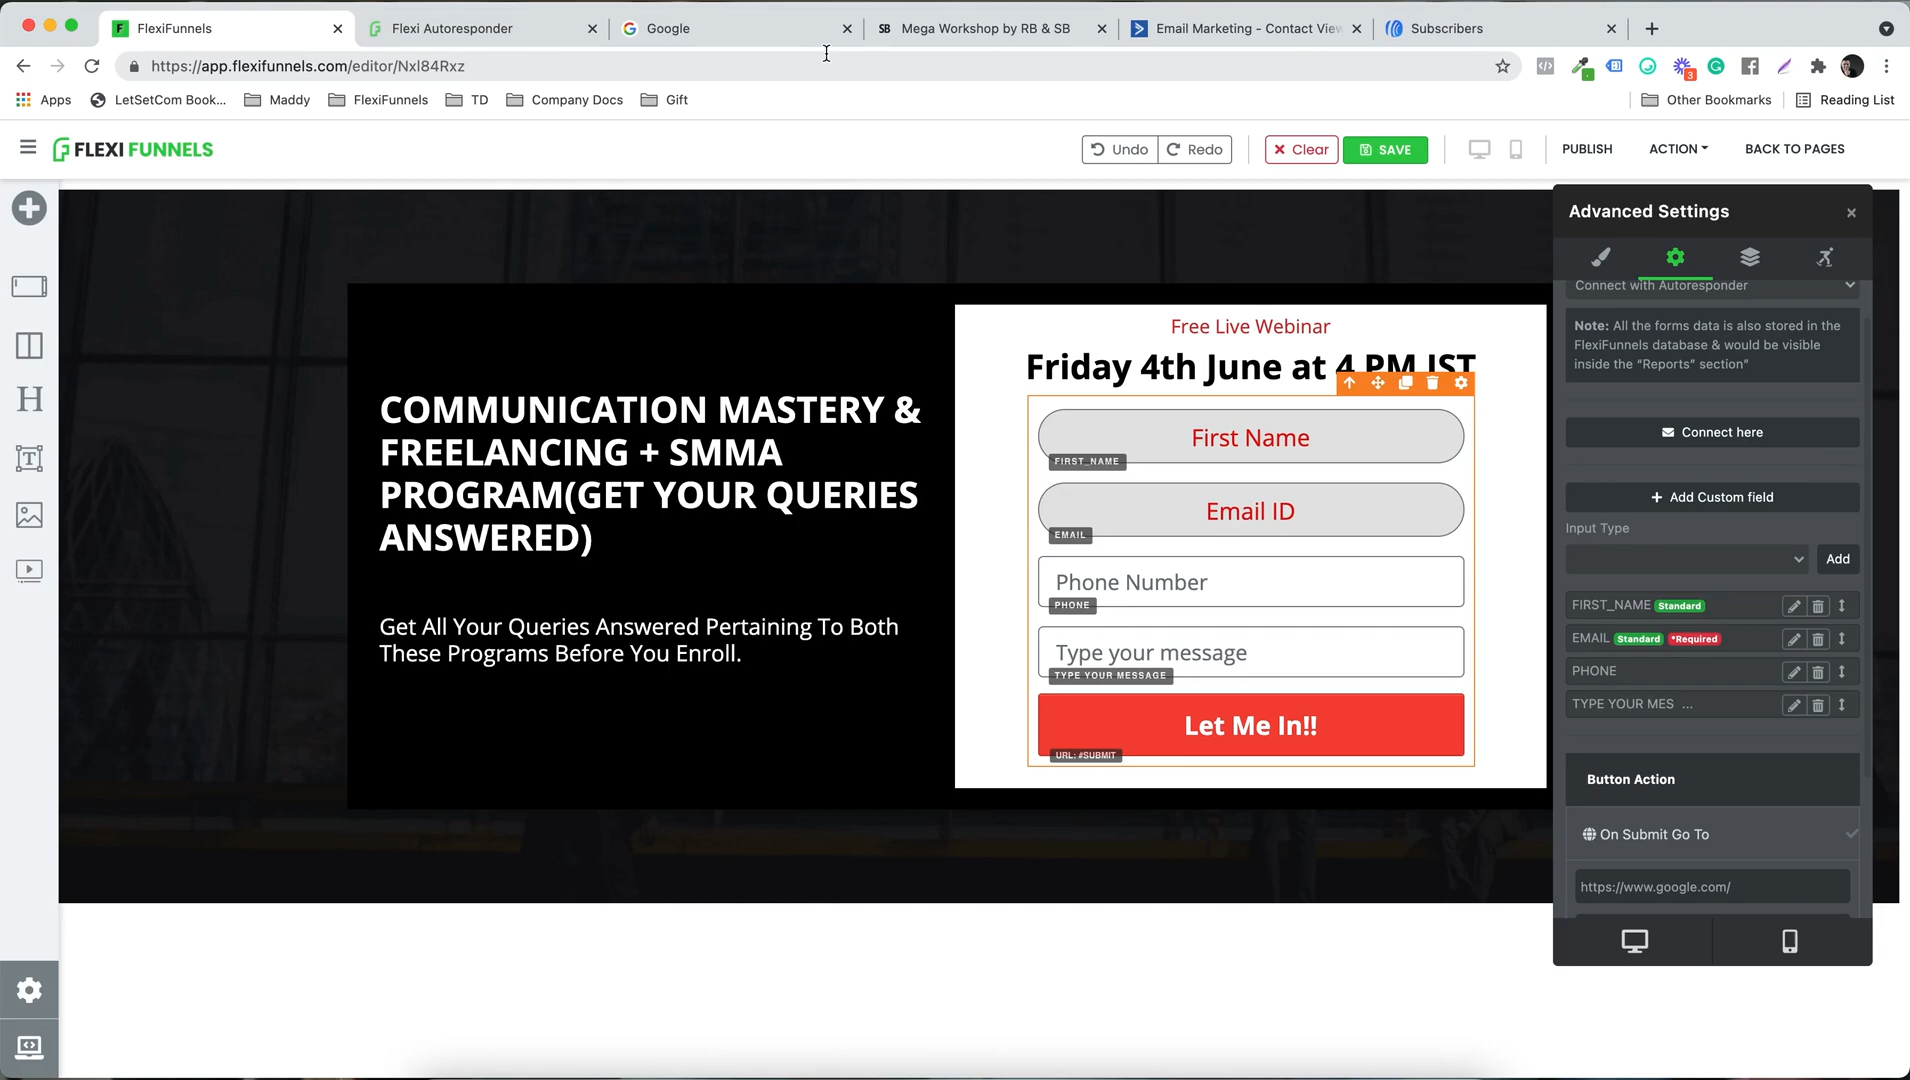 FlexiFunnels
Flexi Autoresponder
Google
SB Mega Workshop by RB & SB
Email Marketing - Contact View
Subscribers
https://app.flexifunnels.com/editor/Nxl84Rxz
3
Apps
LetSetCom Book...
Maddy
FlexiFunnels
TD
Company Docs
Gift
Other Bookmarks
Reading List
FLEXI FUNNELS
Undo
Redo
Clear
SAVE
PUBLISH
ACTION
BACK TO PAGES
COMMUNICATION MASTERY &
FREELANCING + SMMA
PROGRAM(GET YOUR QUERIES
ANSWERED)
Get All Your Queries Answered Pertaining To Both
These Programs Before You Enroll.
Free Live Webinar
Friday 4th June at 4 PM IST
First Name
FIRST_NAME
Email ID
EMAIL
Phone Number
PHONE
Type your message
TYPE YOUR MESSAGE
Let Me In!!
URL: #SUBMIT
Advanced Settings
Connect with Autoresponder
Note: All the forms data is also stored in the
FlexiFunnels database & would be visible
inside the “Reports” section”
Connect here
+ Add Custom field
Input Type
Add
FIRST_NAME Standard
EMAIL Standard *Required
PHONE
TYPE YOUR MES ...
Button Action
On Submit Go To
https://www.google.com/